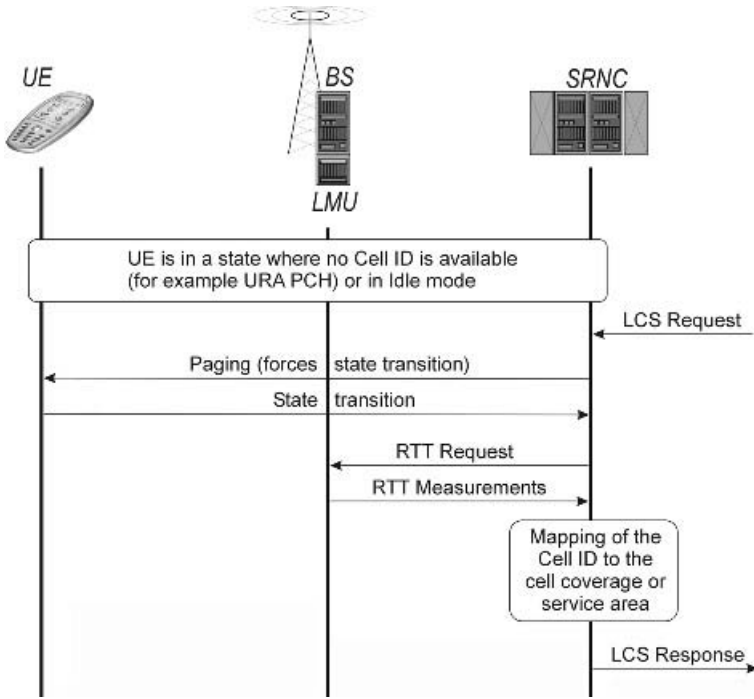 UE
BS
SRNC
LMU
UE is in a state where no Cell ID is available
(for example URA PCH) or in Idle mode
LCS Request
Paging (forces state transition)
State transition
RTT Request
RTT Measurements
Mapping of the
Cell ID to the
cell coverage or
service area
LCS Response